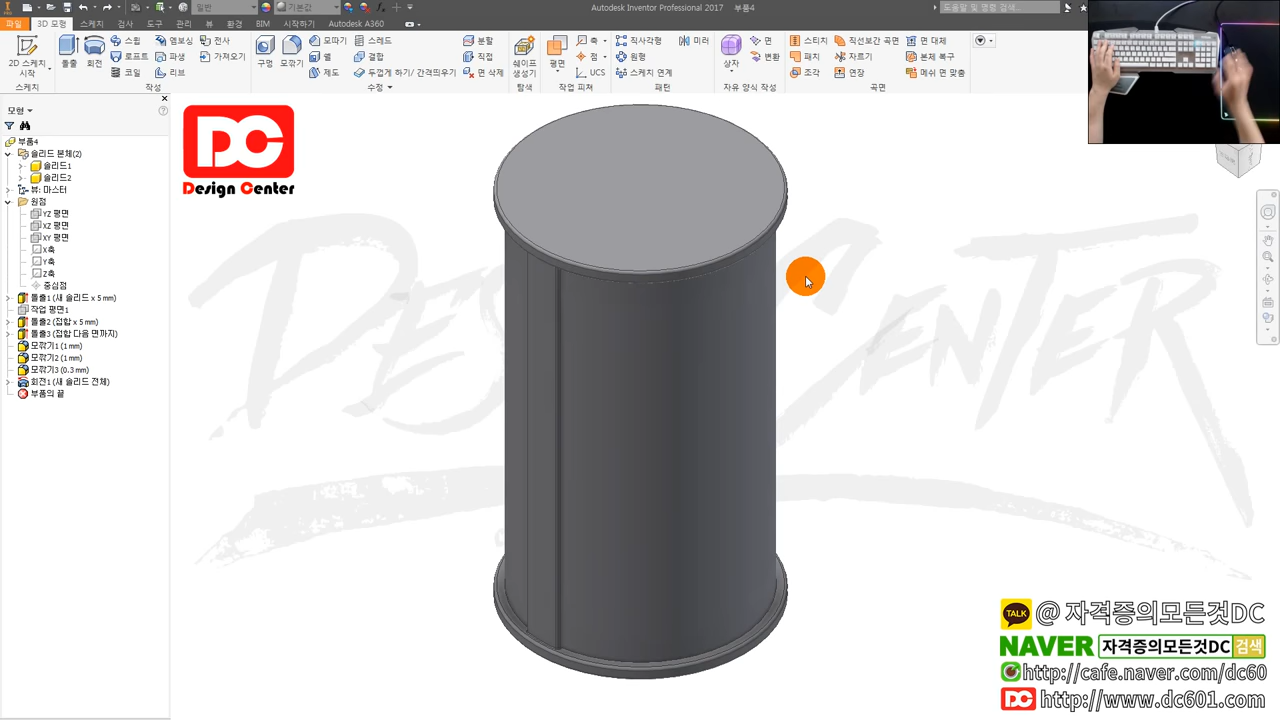 Autodesk Inventor Professional 2017 부품4
도움말 및 명령 검색...
일반
기본값
파일 3D 모형 스케치 검사 도구 관리 뷰 환경 BIM 시작하기 Autodesk A360
2D 스케치 시작
돌출 회전
스윕 엠보싱 전사
로프트 파생 가져오기
코일 리브
구멍 모깎기
모따기 스레드 분할
쉘 결합 직접
제도 두껍게 하기 / 간격띄우기 면 삭제
쉐이프 생성기
평면
축
점
UCS
직사각형 미러
원형
스케치 연계
상자
면
변환
스티치 직선보간 곡면 면 대체
패치 자르기 본체 복구
조각 연장 메쉬 면 맞춤
스케치 작성 수정 탐색 작업 피쳐 패턴 자유 양식 작성 곡면
모형
부품4
솔리드 본체(2)
솔리드1
솔리드2
뷰: 마스터
원점
YZ 평면
XZ 평면
XY 평면
X축
Y축
Z축
중심점
돌출1 (새 솔리드 x 5 mm)
작업 평면1
돌출2 (접합 x 5 mm)
돌출3 (접합 다음 면까지)
모깎기1 (1 mm)
모깎기2 (1 mm)
모깎기3 (0.3 mm)
회전1 (새 솔리드 전체)
부품의 끝
DC
Design Center
DESIGN CENTER
TALK @ 자격증의모든것DC
NAVER 자격증의모든것DC 검색
http://cafe.naver.com/dc60
DC http://www.dc601.com